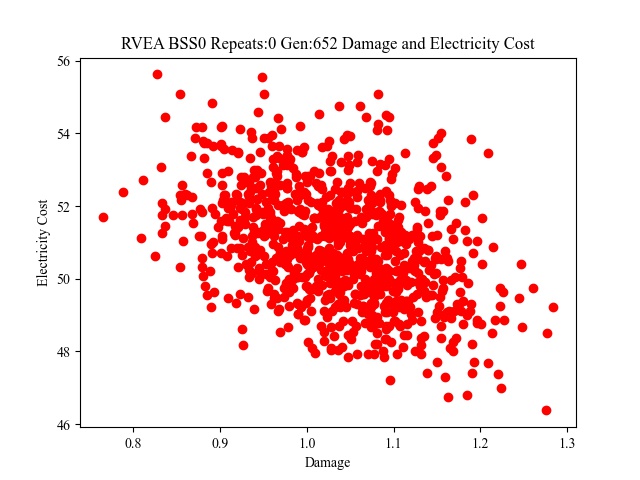 RVEA BSS0 Repeats:0 Gen:652 Damage and Electricity Cost
56
54
52
50
48
46
Electricity Cost
0.8 0.9 1.0 1.1 1.2 1.3
Damage